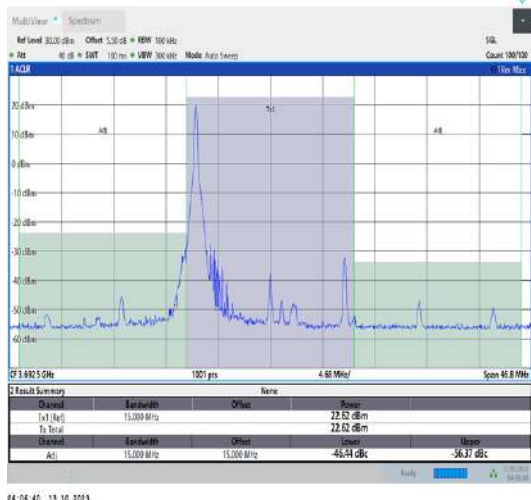 MultiView Spectrum
Ref Level 30.00 dBm Offset 5.50 dB RBW 100 kHz SGL
Att 40 dB SWT 100 ms VBW 300 kHz Mode Auto Sweep Count 100/100
1 ACLR 1Rm Max
20 dBm
10 dBm
0 dBm
-10 dBm
-20 dBm
-30 dBm
-40 dBm
-50 dBm
-60 dBm
Adj Tx1 Adj
CF 3.6925 GHz 1001 pts 4.68 MHz/ Span 46.8 MHz
2 Result Summary None
Channel Bandwidth Offset Power
Tx1 (Ref) 15.000 MHz 22.62 dBm
Tx Total 22.62 dBm
Channel Bandwidth Offset Lower Upper
Adj 15.000 MHz 15.000 MHz -46.44 dBc -56.37 dBc
Ready
04:06:40 13.10.2023